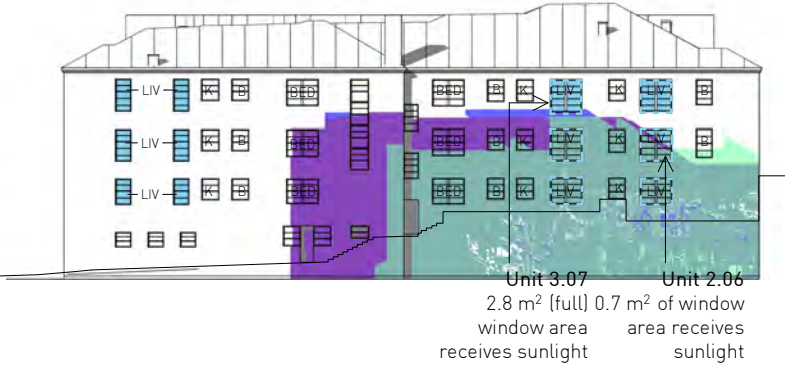 LIV K B BED BED B K LIV K LIV B
LIV K B BED BED B K LIV K LIV B
LIV K B BED BED B K LIV K LIV
Unit 3.07
2.8 m² (full)
window area
receives sunlight
Unit 2.06
0.7 m² of window
area receives
sunlight